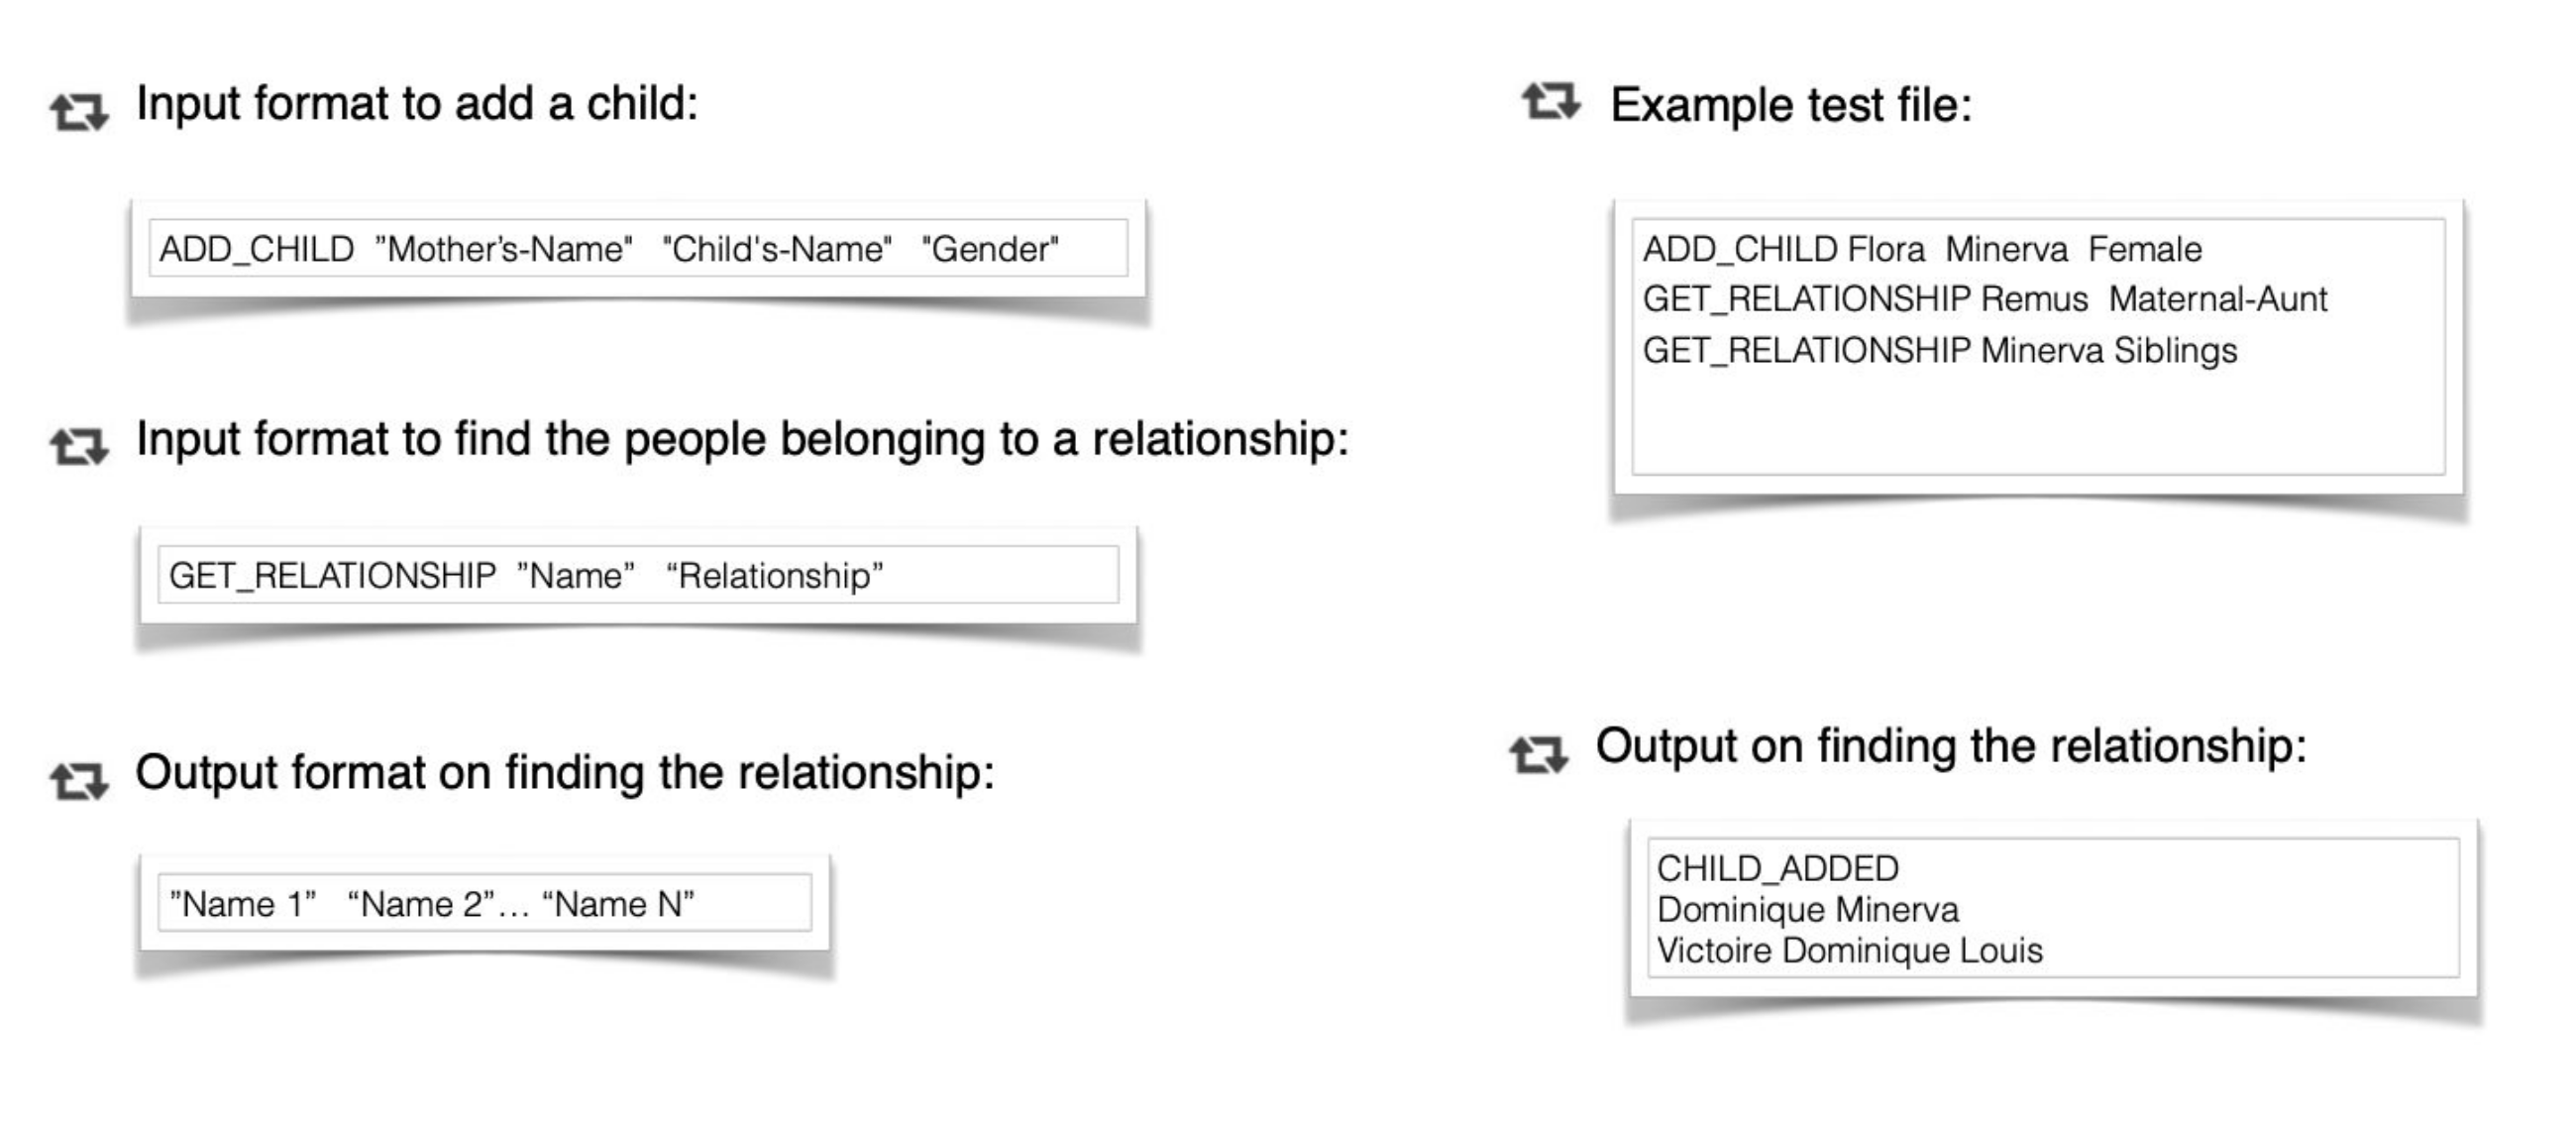 Input format to add a child:
ADD_CHILD ”Mother’s-Name" "Child's-Name" "Gender"
Input format to find the people belonging to a relationship:
GET_RELATIONSHIP ”Name” “Relationship”
Output format on finding the relationship:
”Name 1” “Name 2”… “Name N”
Example test file:
ADD_CHILD Flora Minerva Female
GET_RELATIONSHIP Remus Maternal-Aunt
GET_RELATIONSHIP Minerva Siblings
Output on finding the relationship:
CHILD_ADDED
Dominique Minerva
Victoire Dominique Louis